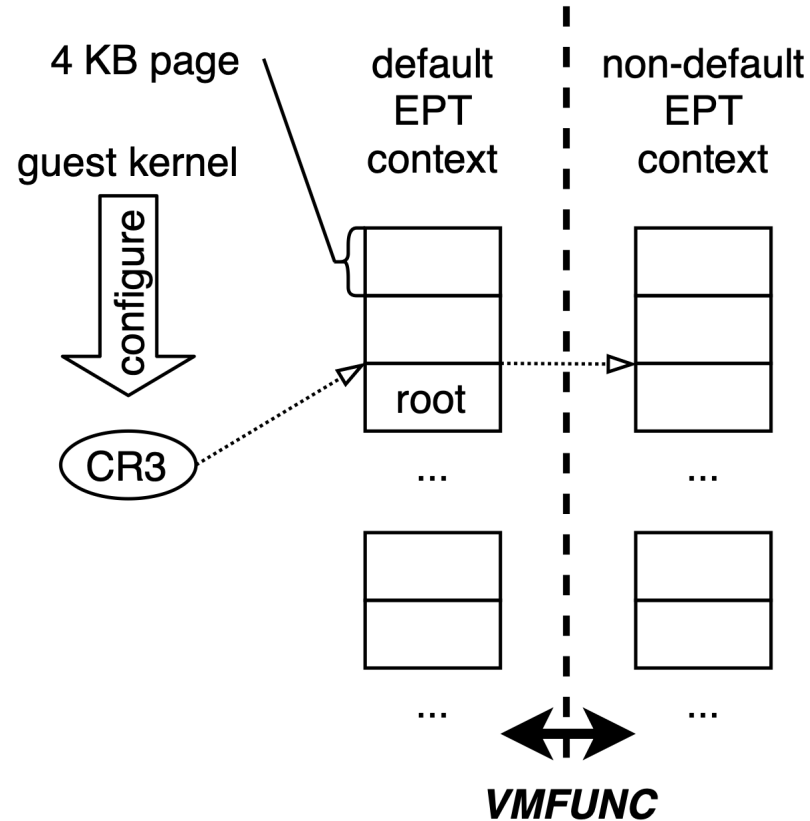 4 KB page
default
EPT
context
non-default
EPT
context
guest kernel
configure
root
CR3
...
...
...
...
VMFUNC